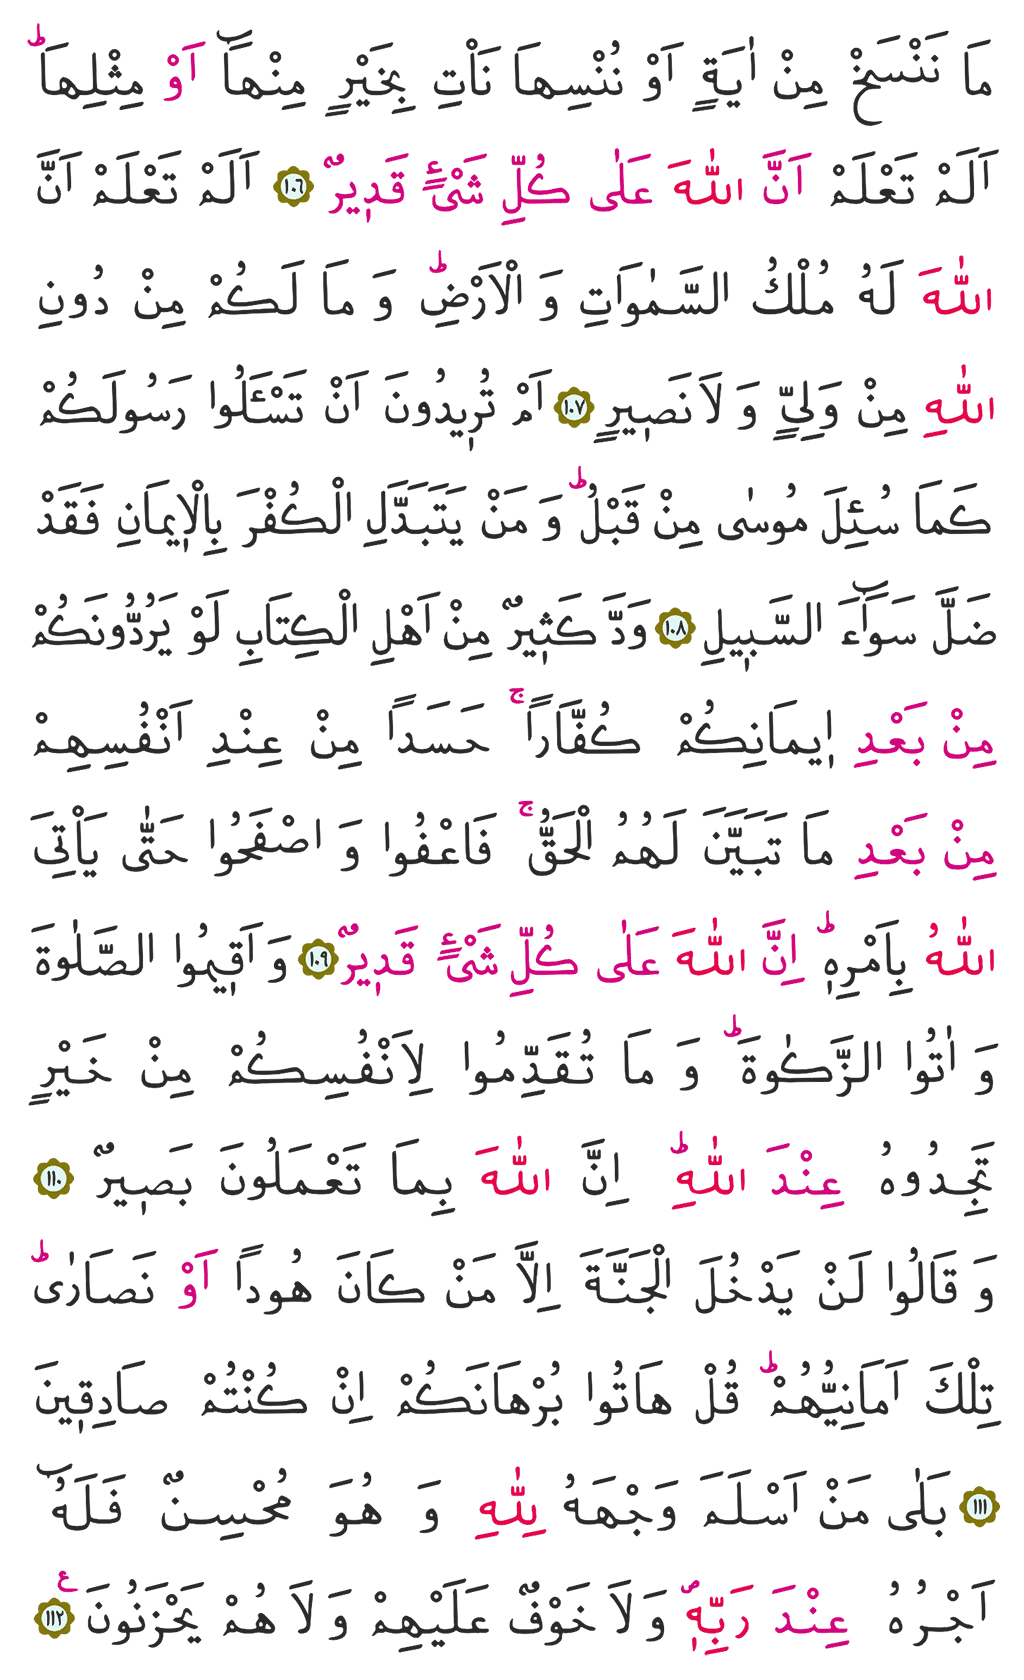 مَا نَنْسَخْ مِنْ اٰيَةٍ اَوْ نُنْسِهَا نَاْتِ بِخَيْرٍ مِنْهَٓا اَوْ مِثْلِهَاۜ
اَلَمْ تَعْلَمْ اَنَّ اللّٰهَ عَلٰى كُلِّ شَيْءٍ قَد۪يرٌ ﴿١٠٦﴾ اَلَمْ تَعْلَمْ اَنَّ
اللّٰهَ لَهُ مُلْكُ السَّمٰوَاتِ وَ الْاَرْضِۜ وَ مَا لَكُمْ مِنْ دُونِ
اللّٰهِ مِنْ وَلِيٍّ وَ لَا نَص۪يرٍ ﴿١٠٧﴾ اَمْ تُر۪يدُونَ اَنْ تَسْـَٔلُوا رَسُولَكُمْ
كَمَا سُئِلَ مُوسٰى مِنْ قَبْلُۜ وَ مَنْ يَتَبَدَّلِ الْكُفْرَ بِالْا۪يمَانِ فَقَدْ
ضَلَّ سَوَٓاءَ السَّب۪يلِ ﴿١٠٨﴾ وَدَّ كَث۪يرٌ مِنْ اَهْلِ الْكِتَابِ لَوْ يَرُدُّونَكُمْ
مِنْ بَعْدِ ا۪يمَانِكُمْ كُفَّاراًۚ حَسَداً مِنْ عِنْدِ اَنْفُسِهِمْ
مِنْ بَعْدِ مَا تَبَيَّنَ لَهُمُ الْحَقُّۚ فَاعْفُوا وَ اصْفَحُوا حَتّٰى يَاْتِيَ
اللّٰهُ بِاَمْرِه۪ۜ اِنَّ اللّٰهَ عَلٰى كُلِّ شَيْءٍ قَد۪يرٌ ﴿١٠٩﴾ وَ اَق۪يمُوا الصَّلٰوةَ
وَ اٰتُوا الزَّكٰوةَۜ وَ مَا تُقَدِّمُوا لِاَنْفُسِكُمْ مِنْ خَيْرٍ
تَجِدُوهُ عِنْدَ اللّٰهِۜ اِنَّ اللّٰهَ بِمَا تَعْمَلُونَ بَص۪يرٌ ﴿١١٠﴾
وَ قَالُوا لَنْ يَدْخُلَ الْجَنَّةَ اِلَّا مَنْ كَانَ هُوداً اَوْ نَصَارٰىۜ
تِلْكَ اَمَانِيُّهُمْۜ قُلْ هَاتُوا بُرْهَانَكُمْ اِنْ كُنْتُمْ صَادِق۪ينَ
﴿١١١﴾ بَلٰى مَنْ اَسْلَمَ وَجْهَهُ لِلّٰهِ وَ هُوَ مُحْسِنٌ فَلَهُٓ
اَجْرُهُ عِنْدَ رَبِّه۪ۖ وَ لَا خَوْفٌ عَلَيْهِمْ وَ لَا هُمْ يَحْزَنُونَ ﴿١١٢﴾ ع